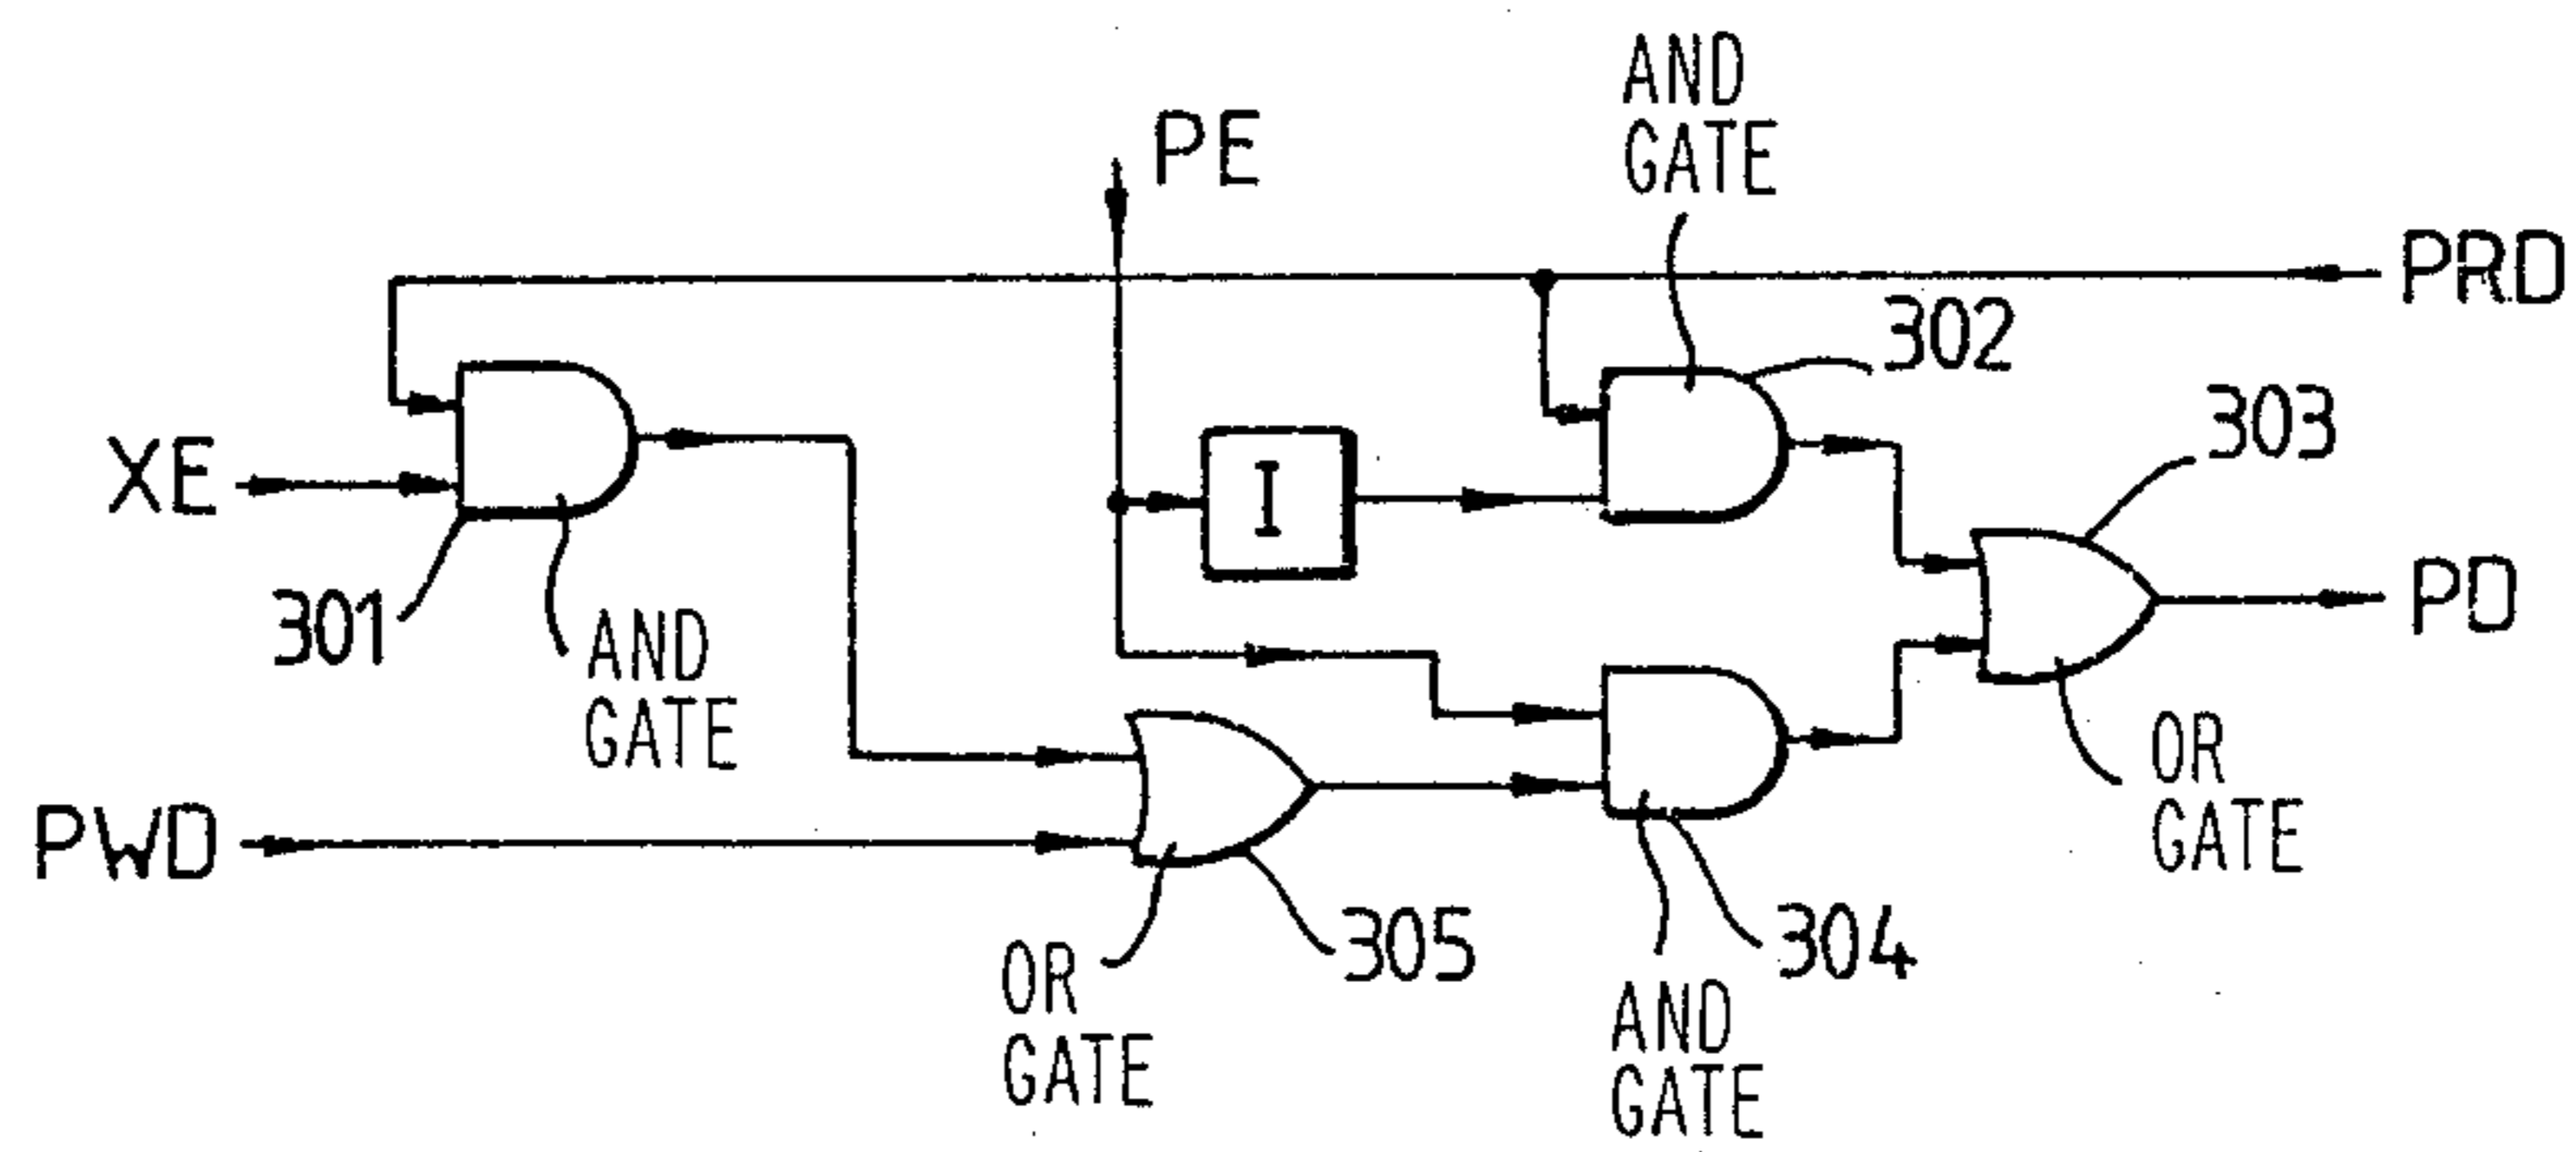 AND
GATE
PE
PRD
302
303
XE
I
301
AND
GATE
PD
OR
GATE
PWD
305
304
OR
GATE
AND
GATE